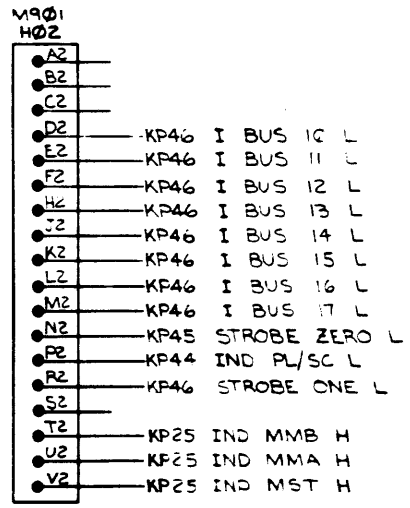 M9Ø1
HØ2
A2
B2
C2
D2 KP46 I BUS 10 L
E2 KP46 I BUS 11 L
F2 KP46 I BUS 12 L
H2 KP46 I BUS 13 L
J2 KP46 I BUS 14 L
K2 KP46 I BUS 15 L
L2 KP46 I BUS 16 L
M2 KP46 I BUS 17 L
N2 KP45 STROBE ZERO L
P2 KP44 IND PL/SC L
R2 KP46 STROBE ONE L
S2
T2 KP25 IND MMB H
U2 KP25 IND MMA H
V2 KP25 IND MST H